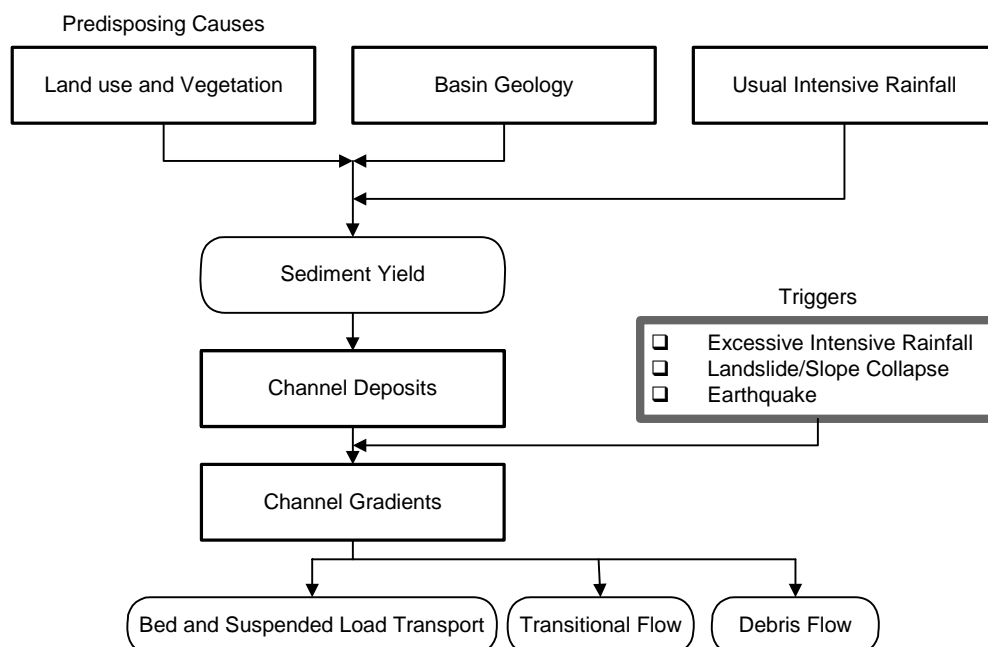 Predisposing Causes
Land use and Vegetation
Basin Geology
Usual Intensive Rainfall
Sediment Yield
Triggers
Excessive Intensive Rainfall
Landslide/Slope Collapse
Earthquake
Channel Deposits
Channel Gradients
Bed and Suspended Load Transport
Transitional Flow
Debris Flow